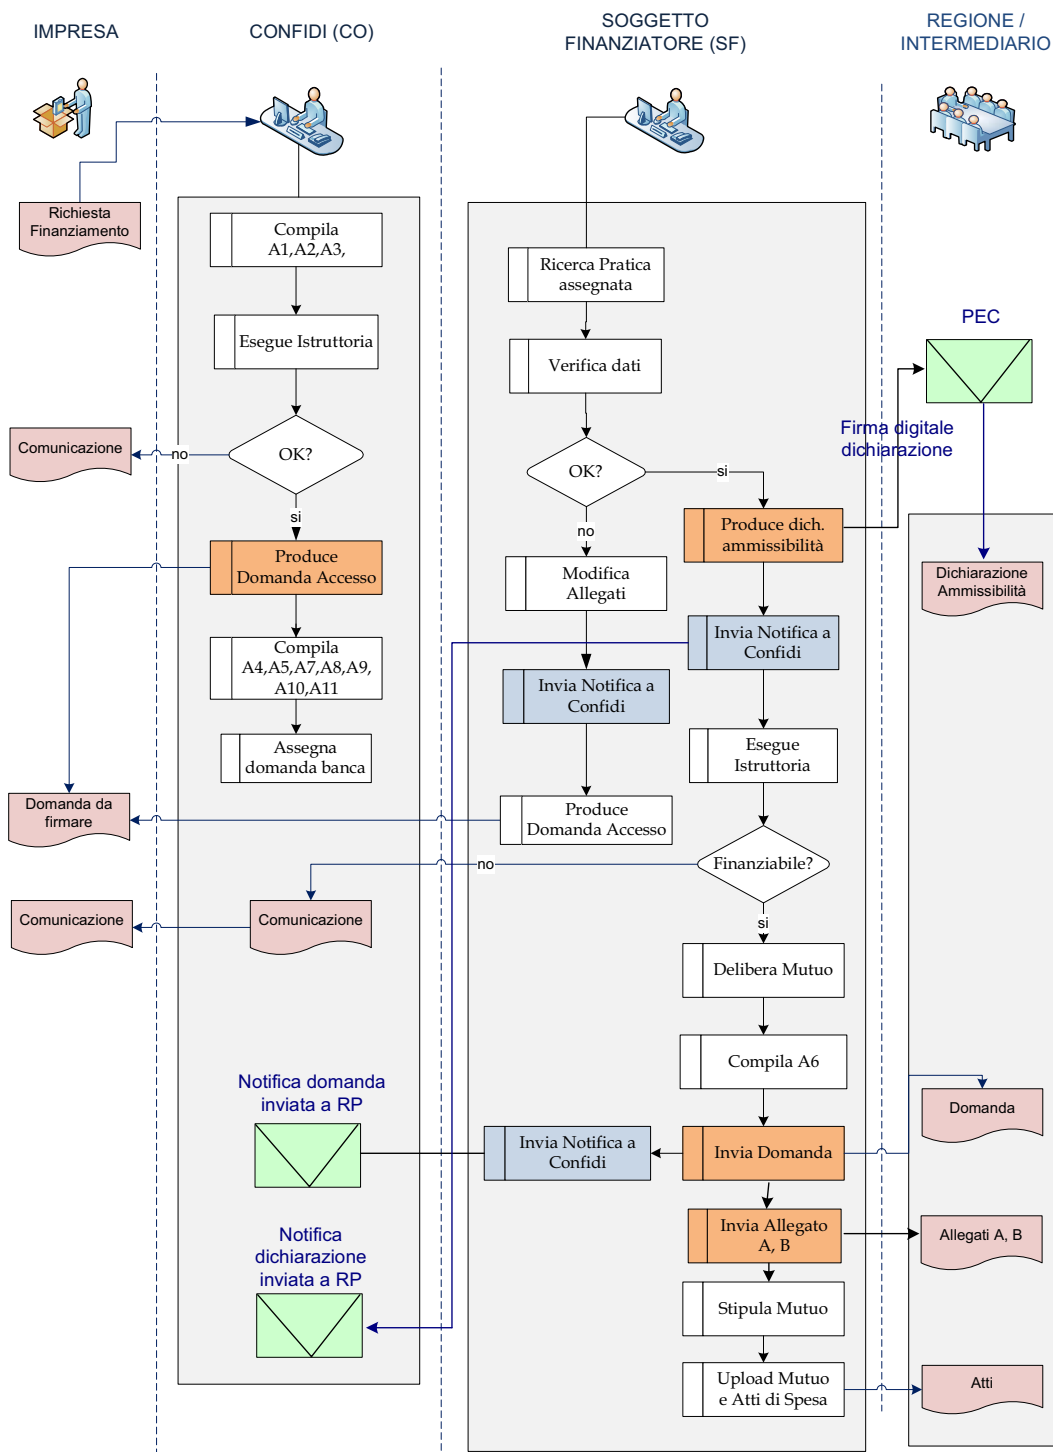 IMPRESA
CONFIDI (CO)
SOGGETTO
FINANZIATORE (SF)
REGIONE /
INTERMEDIARIO
Richiesta
Finanziamento
Compila
A1,A2,A3,
Esegue Istruttoria
OK?
no
Comunicazione
si
Produce
Domanda Accesso
Compila
A4,A5,A7,A8,A9,
A10,A11
Assegna
domanda banca
Domanda da
firmare
Ricerca Pratica
assegnata
Verifica dati
OK?
si
no
Modifica
Allegati
Invia Notifica a
Confidi
Produce
Domanda Accesso
Produce dich.
ammissibilità
Invia Notifica a
Confidi
Esegue
Istruttoria
Finanziabile?
no
Comunicazione
Comunicazione
si
Delibera Mutuo
Compila A6
Invia Domanda
Invia Notifica a
Confidi
Notifica domanda
inviata a RP
Notifica
dichiarazione
inviata a RP
Invia Allegato
A, B
Stipula Mutuo
Upload Mutuo
e Atti di Spesa
PEC
Firma digitale
dichiarazione
Dichiarazione
Ammissibilità
Domanda
Allegati A, B
Atti